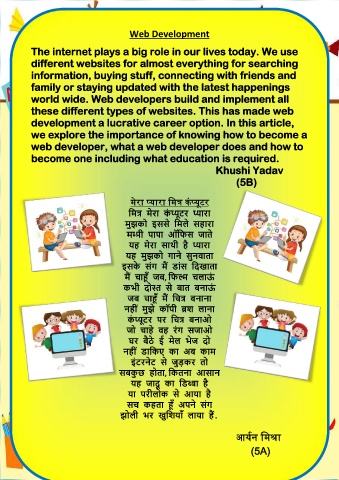 Web Development
The internet plays a big role in our lives today. We use
different websites for almost everything for searching
information, buying stuff, connecting with friends and
family or staying updated with the latest happenings
world wide. Web developers build and implement all
these different types of websites. This has made web
development a lucrative career option. In this article,
we explore the importance of knowing how to become a
web developer, what a web developer does and how to
become one including what education is required.
Khushi Yadav
(5B)
मेरा प्यारा मित्र कंप्यूटर
मित्र मेरा कंप्यूटर प्यारा
मुझको इससे मिले सहारा
मम्मी पापा ऑफिस जाते
यह मेरा साथी है प्यारा
यह मुझको गाने सुनवाता
इसके संग मैं डांस दिखाता
मैं चाहूँ जब,फिल्म चलाऊं
कभी दोस्त से बात बनाऊं
जब चाहूँ मैं चित्र बनाना
नहीं मुझे कॉपी ब्रश लाना
कंप्यूटर पर चित्र बनाओ
जो चाहे वह रंग सजाओ
घर बैठे ई मेल भेज दो
नहीं डाकिए का अब काम
इंटरनेट से जुड़कर तो
सबकुछ होता,कितना आसान
यह जादू का डिब्बा है
या परीलोक से आया है
सच कहता हूँ अपने संग
झोली भर खुशियाँ लाया हैं.
आर्यन मिश्रा
(5A)